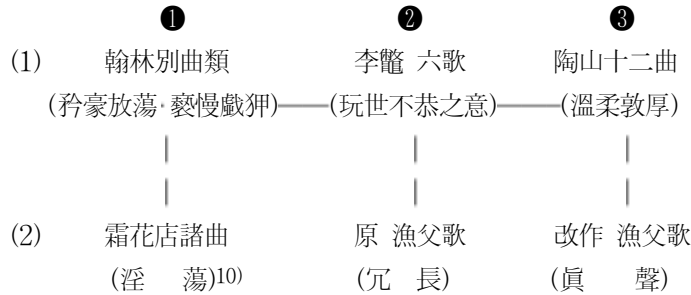 ❶ ❷ ❸
(1) 翰林別曲類 李鼈 六歌 陶山十二曲
(矜豪放蕩·褻慢戱狎) (玩世不恭之意) (溫柔敦厚)
(2) 霜花店諸曲 原 漁父歌 改作 漁父歌
(淫 蕩)10) (冗 長) (眞 聲)